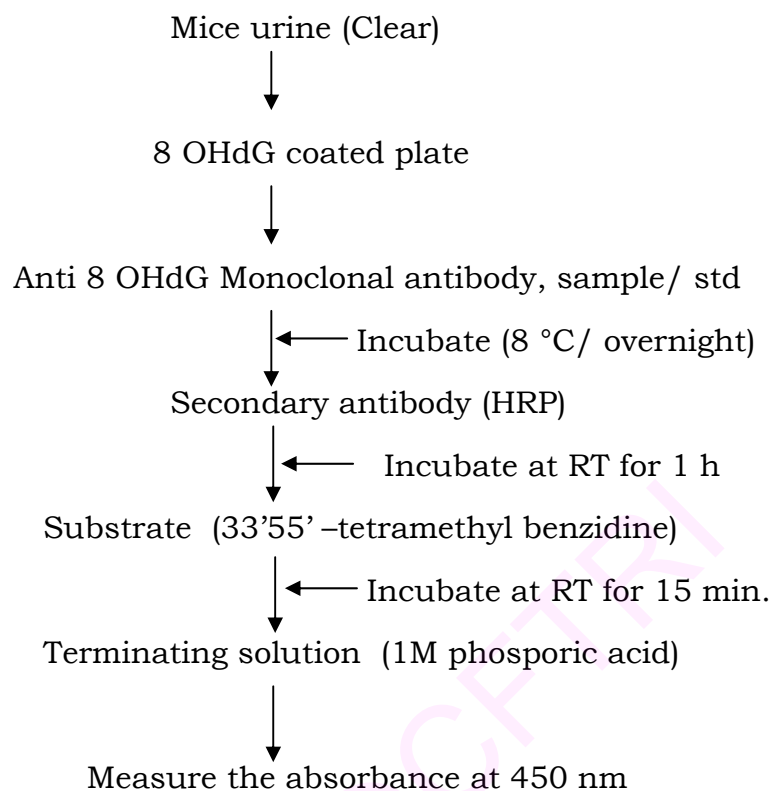 Mice urine (Clear)
8 OHdG coated plate
Anti 8 OHdG Monoclonal antibody, sample/ std
Incubate (8 °C/ overnight)
Secondary antibody (HRP)
Incubate at RT for 1 h
Substrate (33’55’ –tetramethyl benzidine)
Incubate at RT for 15 min.
Terminating solution (1M phosporic acid)
Measure the absorbance at 450 nm
CFTRI